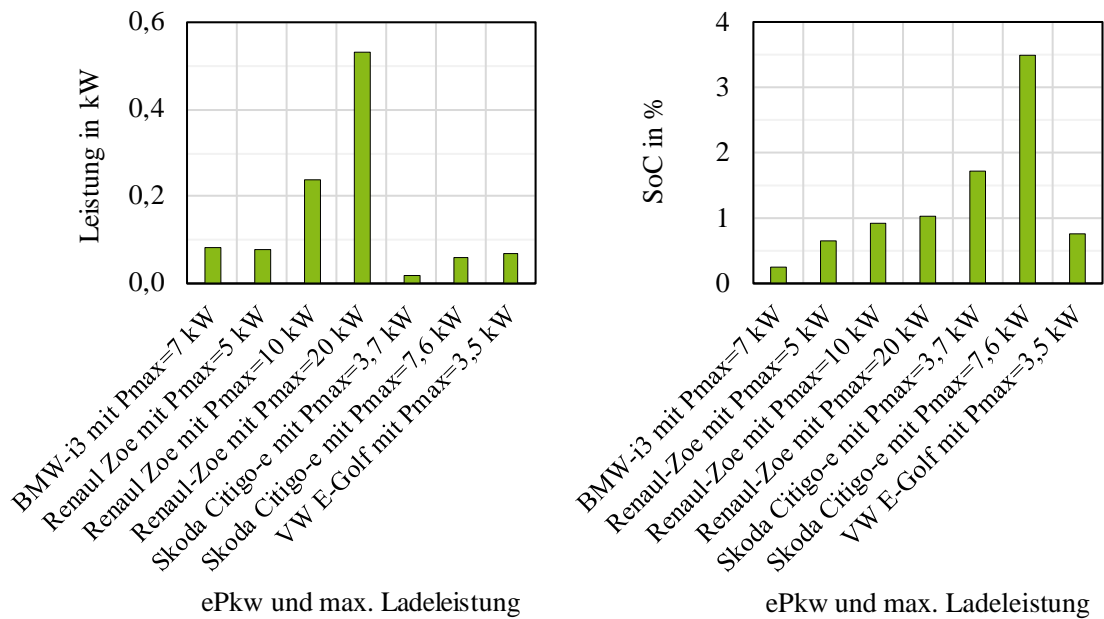 Leistung in kW
0,6
0,4
0,2
0,0
BMW-i3 mit Pmax=7 kW
Renaul Zoe mit Pmax=5 kW
Renaul Zoe mit Pmax=10 kW
Renaul-Zoe mit Pmax=20 kW
Skoda Citigo-e mit Pmax=3,7 kW
Skoda Citigo-e mit Pmax=7,6 kW
VW E-Golf mit Pmax=3,5 kW
ePkw und max. Ladeleistung
SoC in %
4
3
2
1
0
BMW-i3 mit Pmax=7 kW
Renaul-Zoe mit Pmax=5 kW
Renaul-Zoe mit Pmax=10 kW
Renaul-Zoe mit Pmax=20 kW
Skoda Citigo-e mit Pmax=3,7 kW
Skoda Citigo-e mit Pmax=7,6 kW
VW E-Golf mit Pmax=3,5 kW
ePkw und max. Ladeleistung